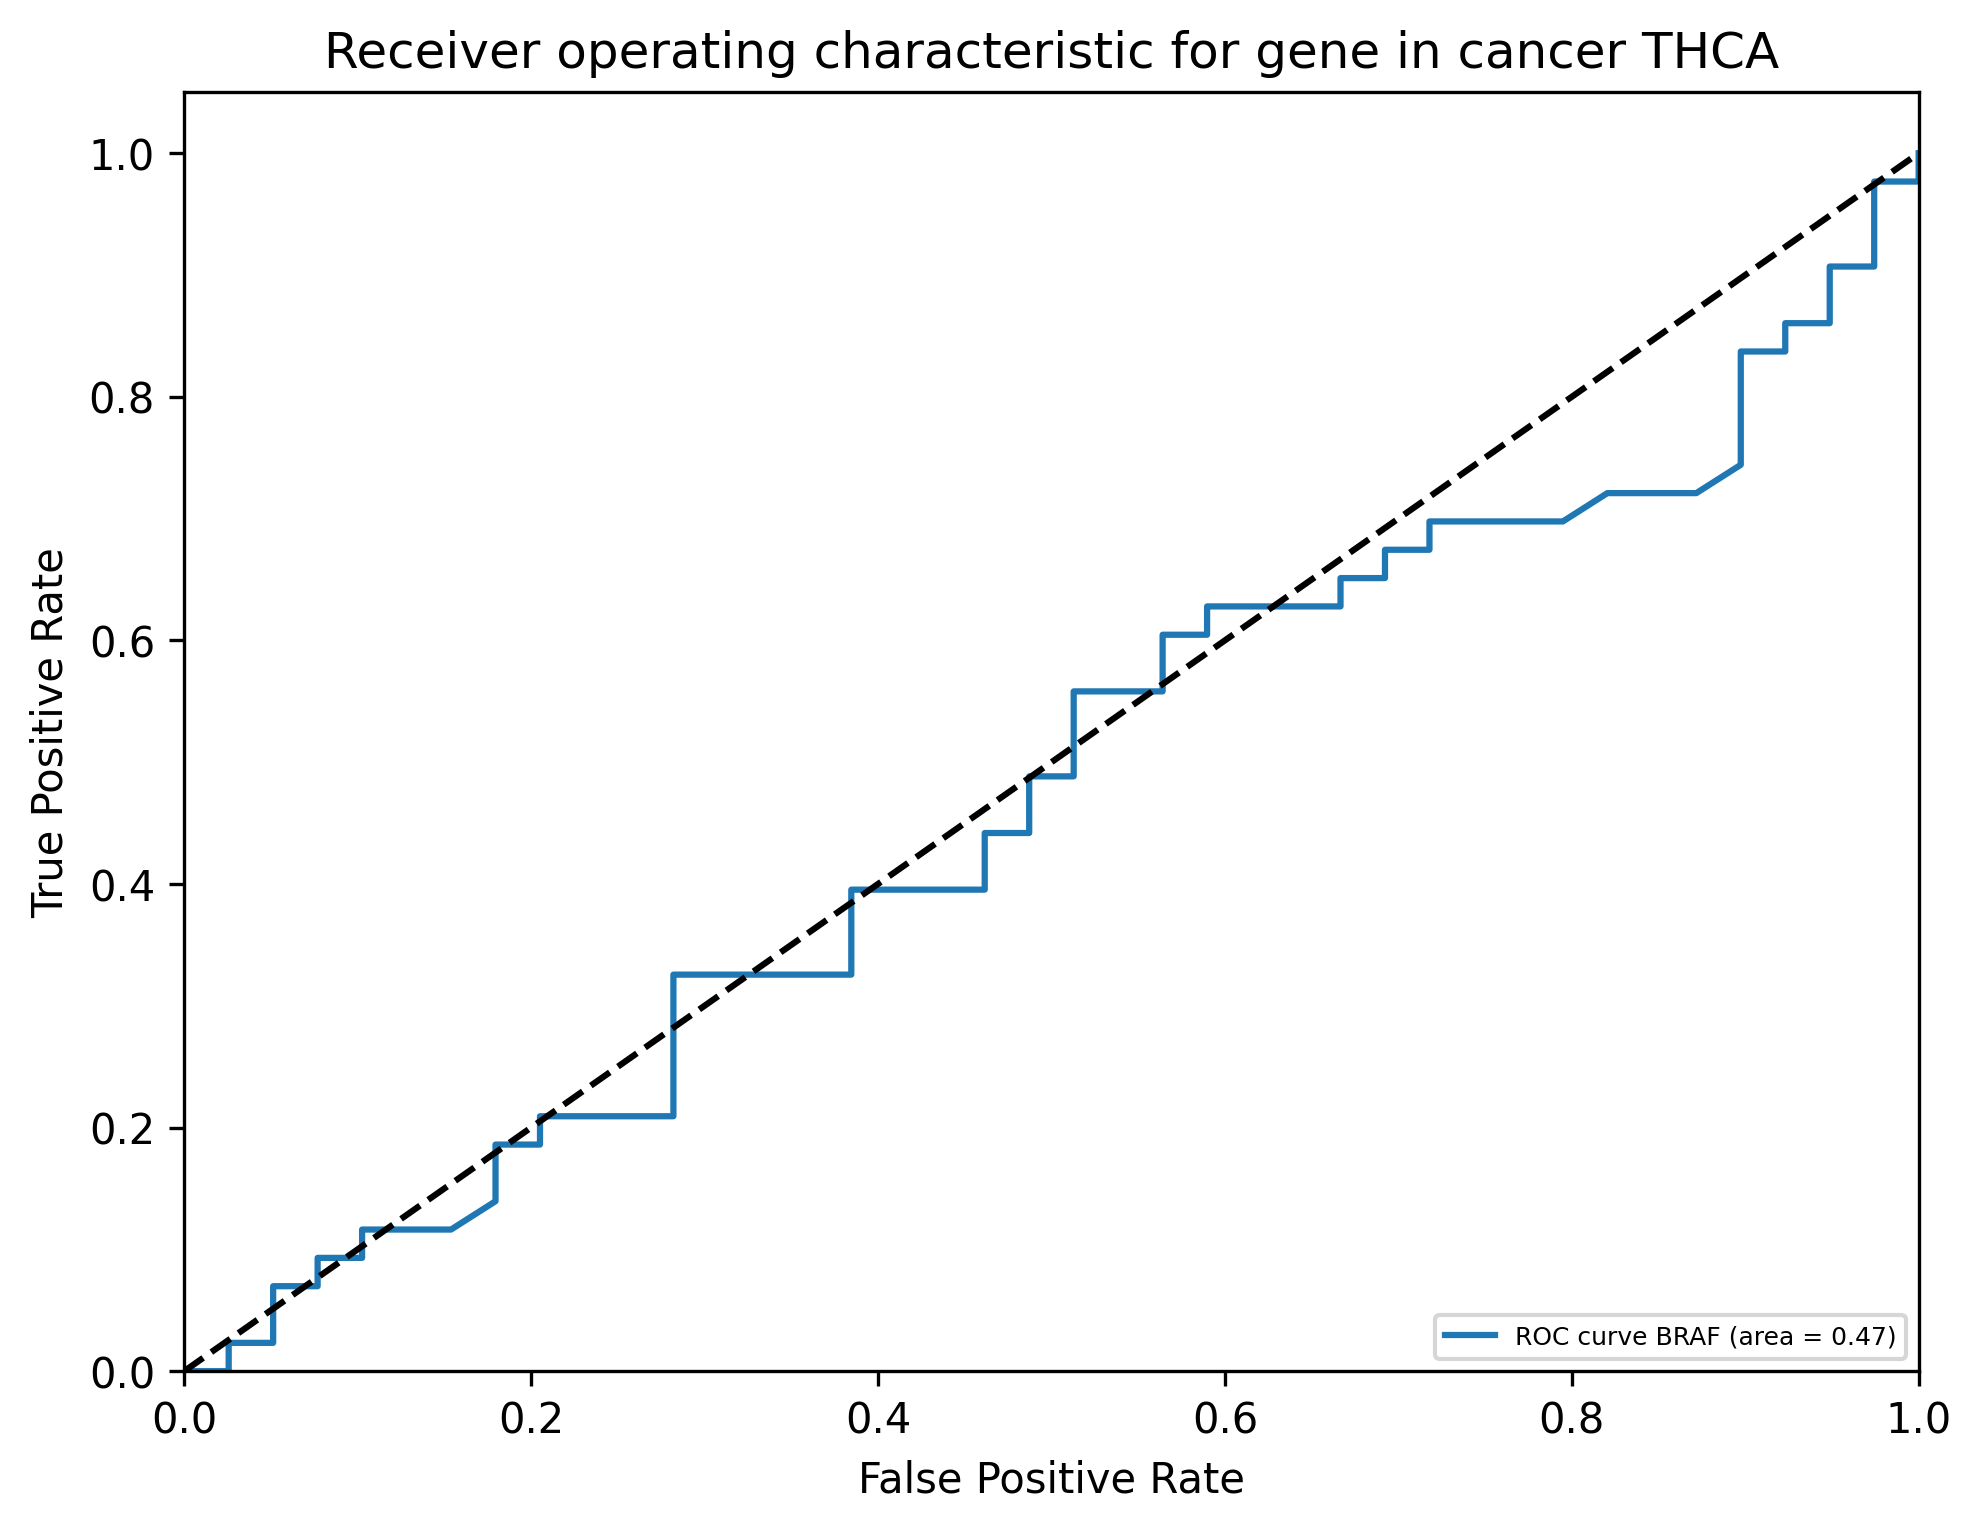 Receiver operating characteristic for gene in cancer THCA
True Positive Rate
1.0
0.8
0.6
0.4
0.2
0.0
0.0 0.2 0.4 0.6 0.8 1.0
False Positive Rate
ROC curve BRAF (area = 0.47)